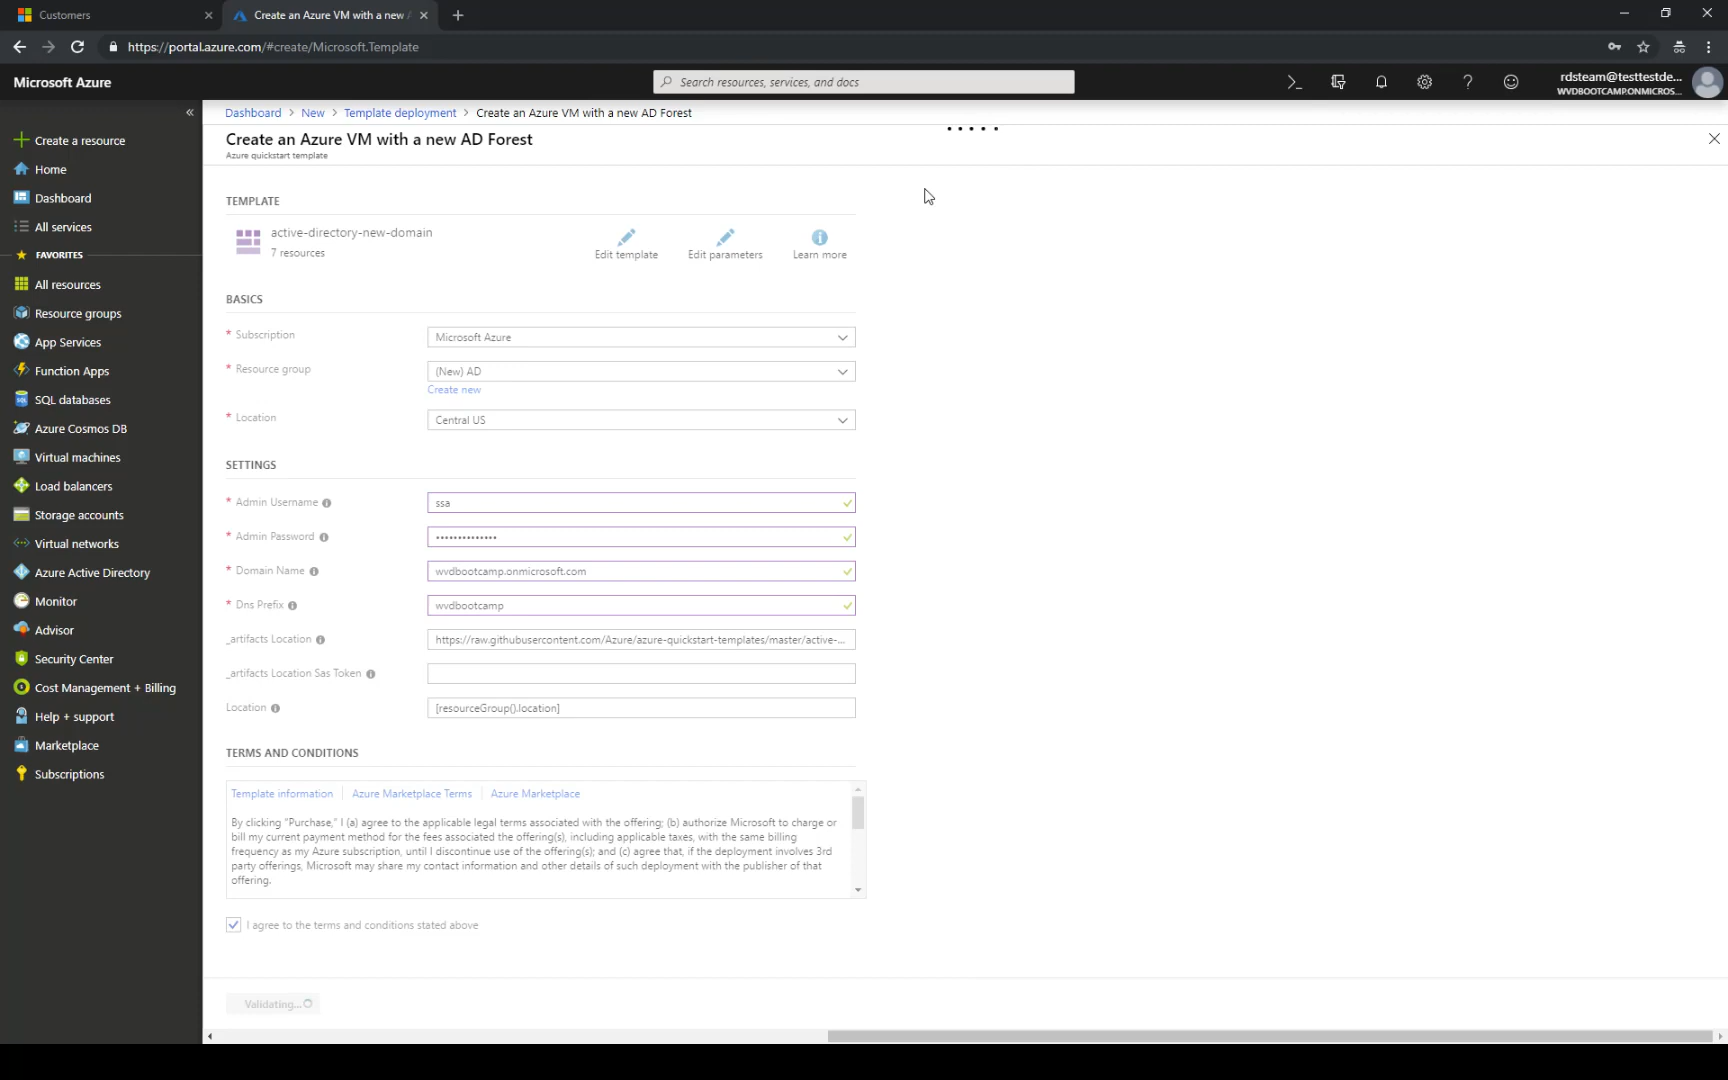 Customers
Create an Azure VM with a new
https://portal.azure.com/#create/Microsoft.Template
Microsoft Azure
Search resources, services, and docs
rdsteam@testtestde...
WVDBOOTCAMP.ONMICROS...
Create a resource
Home
Dashboard
All services
FAVORITES
All resources
Resource groups
App Services
Function Apps
SQL databases
Azure Cosmos DB
Virtual machines
Load balancers
Storage accounts
Virtual networks
Azure Active Directory
Monitor
Advisor
Security Center
Cost Management + Billing
Help + support
Marketplace
Subscriptions
Dashboard > New > Template deployment > Create an Azure VM with a new AD Forest
Create an Azure VM with a new AD Forest
Azure quickstart template
TEMPLATE
active-directory-new-domain
7 resources
Edit template
Edit parameters
Learn more
BASICS
* Subscription
Microsoft Azure
* Resource group
(New) AD
Create new
* Location
Central US
SETTINGS
* Admin Username
ssa
* Admin Password
••••••••••••••
* Domain Name
wvdbootcamp.onmicrosoft.com
* Dns Prefix
wvdbootcamp
_artifacts Location
https://raw.githubusercontent.com/Azure/azure-quickstart-templates/master/active-...
_artifacts Location Sas Token
Location
[resourceGroup().location]
TERMS AND CONDITIONS
Template information | Azure Marketplace Terms | Azure Marketplace
By clicking "Purchase," I (a) agree to the applicable legal terms associated with the offering; (b) authorize Microsoft to charge or
bill my current payment method for the fees associated the offering(s), including applicable taxes, with the same billing
frequency as my Azure subscription, until I discontinue use of the offering(s); and (c) agree that, if the deployment involves 3rd
party offerings, Microsoft may share my contact information and other details of such deployment with the publisher of that
offering.
I agree to the terms and conditions stated above
Validating...